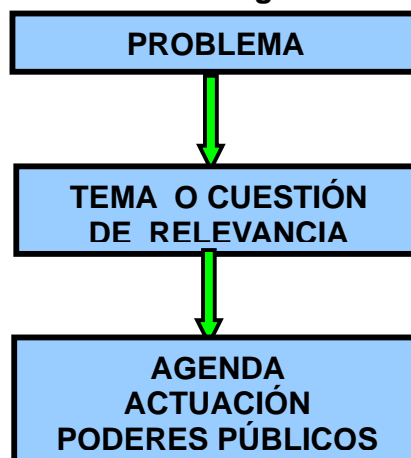 PROBLEMA
TEMA O CUESTIÓN
DE RELEVANCIA
AGENDA
ACTUACIÓN
PODERES PÚBLICOS